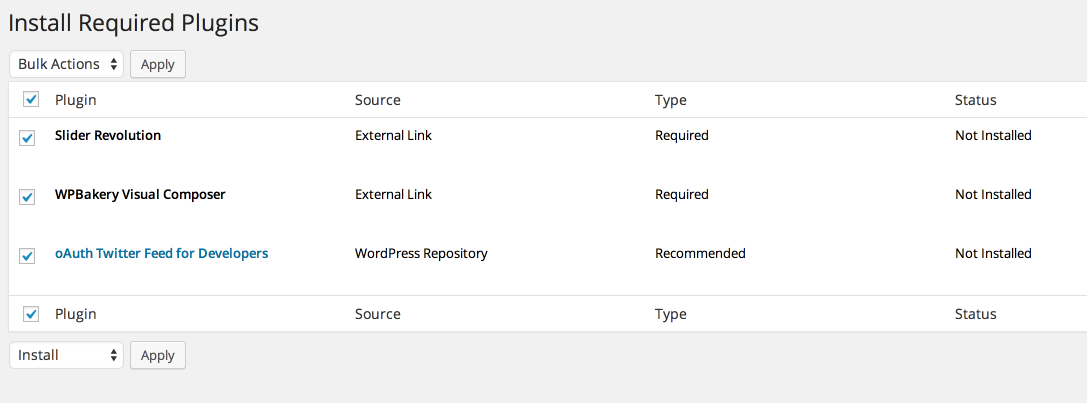 Install Required Plugins
Bulk Actions Apply
Plugin Source Type Status
Slider Revolution External Link Required Not Installed
WPBakery Visual Composer External Link Required Not Installed
oAuth Twitter Feed for Developers WordPress Repository Recommended Not Installed
Plugin Source Type Status
Install Apply